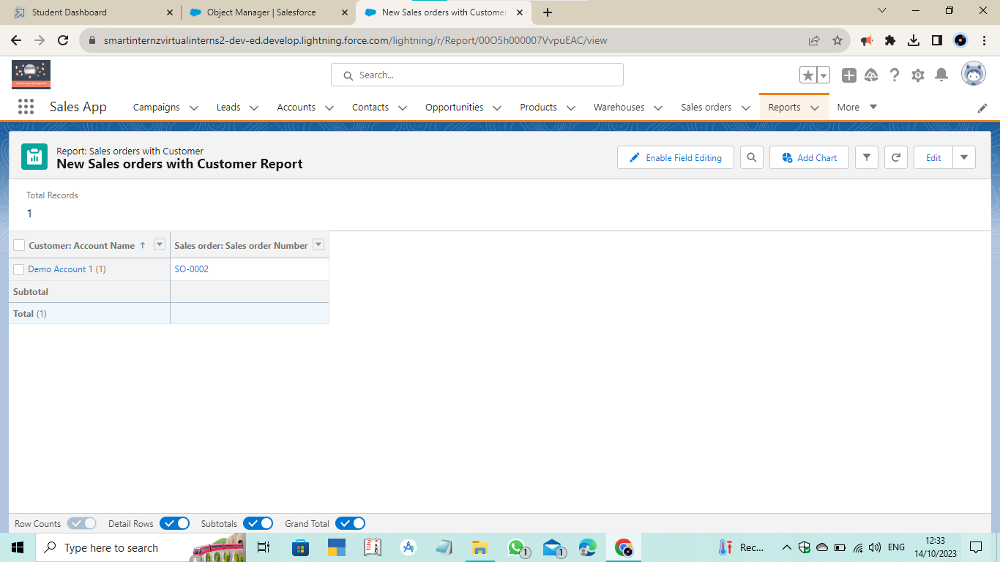 Student Dashboard
Object Manager | Salesforce
New Sales orders with Customer
smartinternzvirtualinterns2-dev-ed.develop.lightning.force.com/lightning/r/Report/00O5h000007VvpuEAC/view
Search...
Sales App
Campaigns
Leads
Accounts
Contacts
Opportunities
Products
Warehouses
Sales orders
Reports
More
Report: Sales orders with Customer
New Sales orders with Customer Report
Enable Field Editing
Add Chart
Edit
Total Records
1
Customer: Account Name
Sales order: Sales order Number
Demo Account 1 (1)
SO-0002
Subtotal
Total (1)
Row Counts
Detail Rows
Subtotals
Grand Total
Type here to search
1
1
Rec...
ENG
12:33
14/10/2023